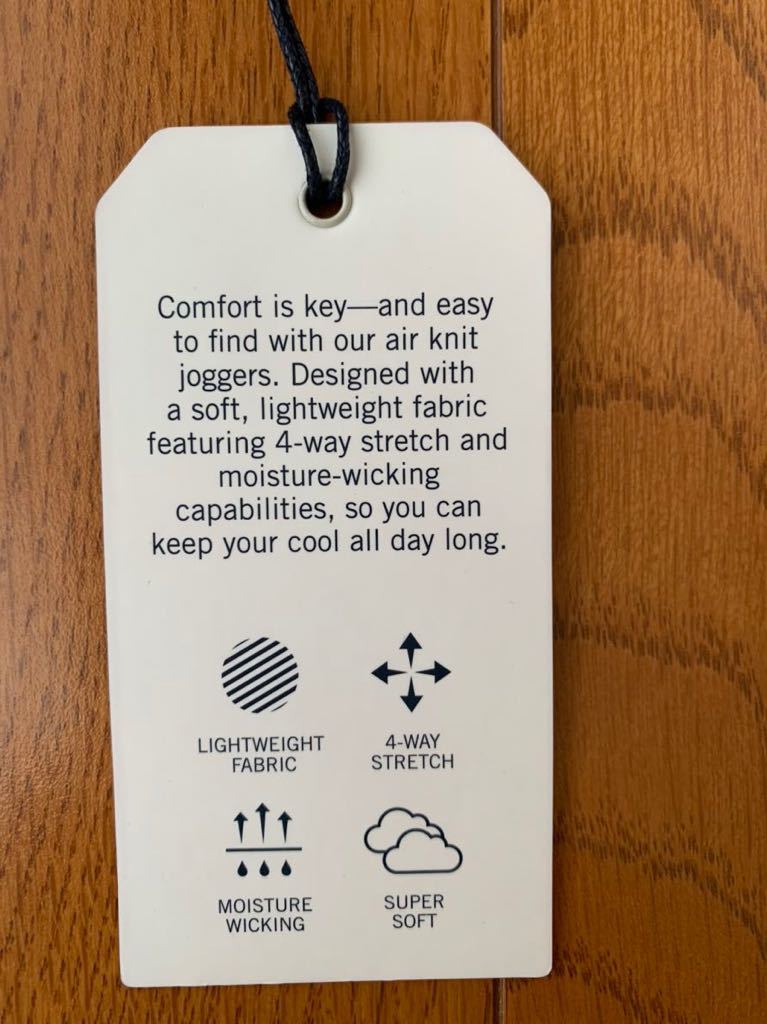 Comfort is key—and easy
to find with our air knit
joggers. Designed with
a soft, lightweight fabric
featuring 4-way stretch and
moisture-wicking
capabilities, so you can
keep your cool all day long.
LIGHTWEIGHT
FABRIC
4-WAY
STRETCH
MOISTURE
WICKING
SUPER
SOFT